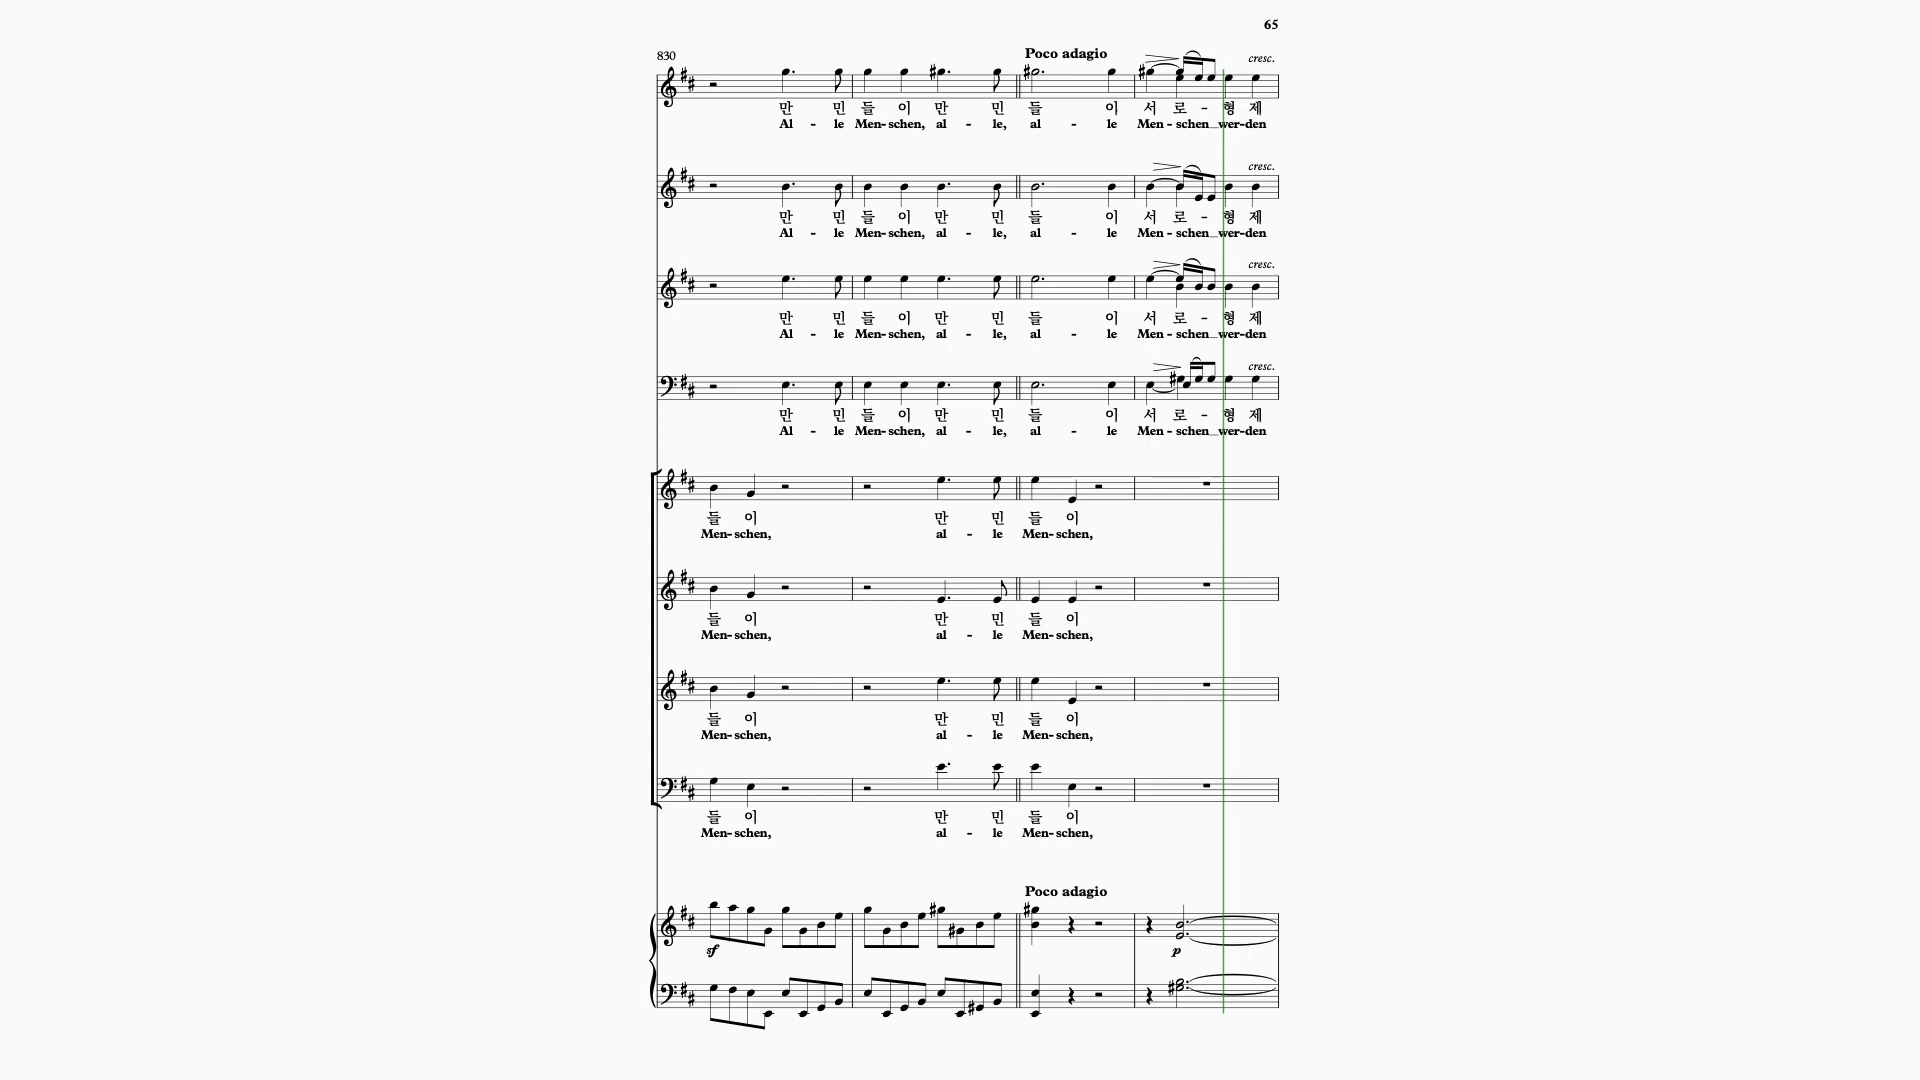 65
830
Poco adagio
cresc.
만 민 들 이 만 민 들 이 서 로 - 형 제
Al - le Men- schen, al - le, al - le Men - schen wer-den
cresc.
만 민 들 이 만 민 들 이 서 로 - 형 제
Al - le Men- schen, al - le, al - le Men - schen wer-den
cresc.
만 민 들 이 만 민 들 이 서 로 - 형 제
Al - le Men- schen, al - le, al - le Men - schen wer-den
cresc.
만 민 들 이 만 민 들 이 서 로 - 형 제
Al - le Men- schen, al - le, al - le Men - schen wer-den
들 이 만 민 들 이
Men- schen, al - le Men- schen,
들 이 만 민 들 이
Men- schen, al - le Men- schen,
들 이 만 민 들 이
Men- schen, al - le Men- schen,
들 이 만 민 들 이
Men- schen, al - le Men- schen,
Poco adagio
sf p